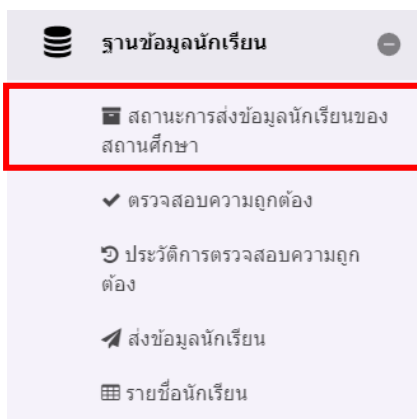 ฐานข้อมูลนักเรียน
สถานะการส่งข้อมูลนักเรียนของ
สถานศึกษา
ตรวจสอบความถูกต้อง
ประวัติการตรวจสอบความถูก
ต้อง
ส่งข้อมูลนักเรียน
รายชื่อนักเรียน